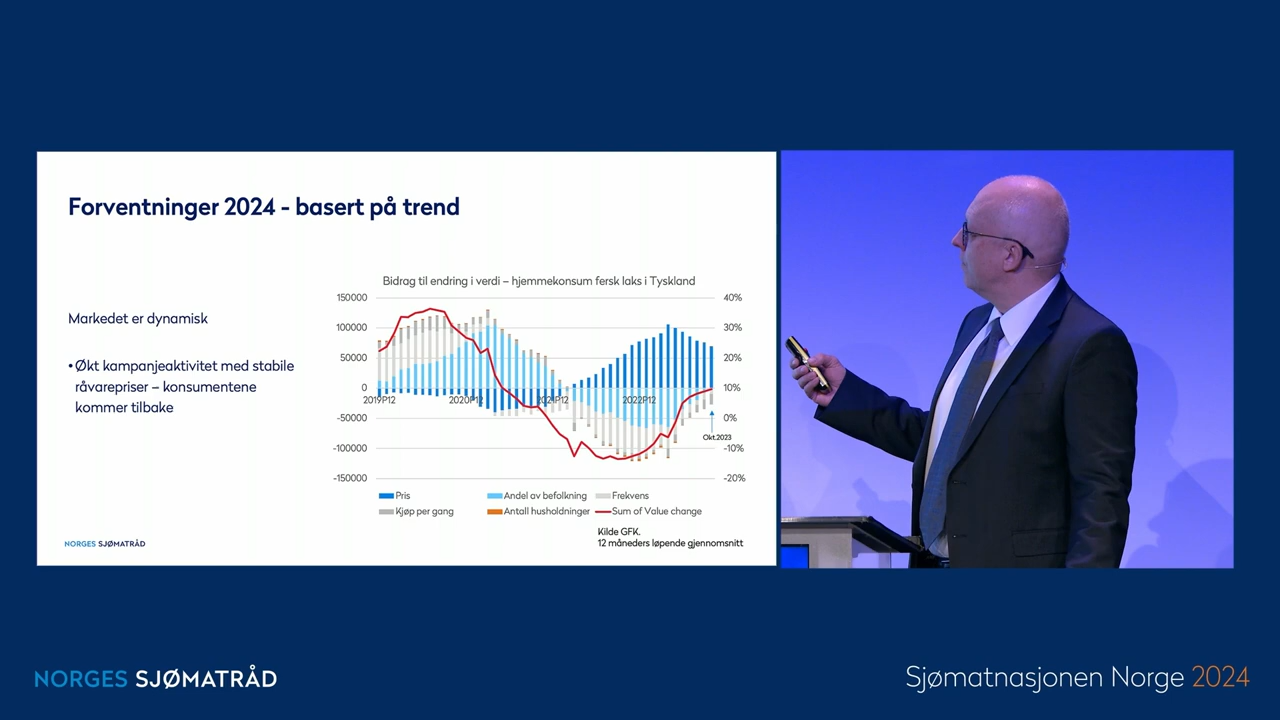 Forventninger 2024 - basert på trend
Markedet er dynamisk
•Økt kampanjeaktivitet med stabile
råvarepriser – konsumentene
kommer tilbake
Bidrag til endring i verdi – hjemmekonsum fersk laks i Tyskland
150000 40%
100000 30%
50000 20%
0 10%
2019P12 2020P12 2021P12 2022P12
-50000 0%
Okt.2023
-100000 -10%
-150000 -20%
Pris Andel av befolkning Frekvens
Kjøp per gang Antall husholdninger Sum of Value change
Kilde GFK.
12 måneders løpende gjennomsnitt
NORGES SJØMATRÅD
NORGES SJØMATRÅD
Sjømatnasjonen Norge 2024